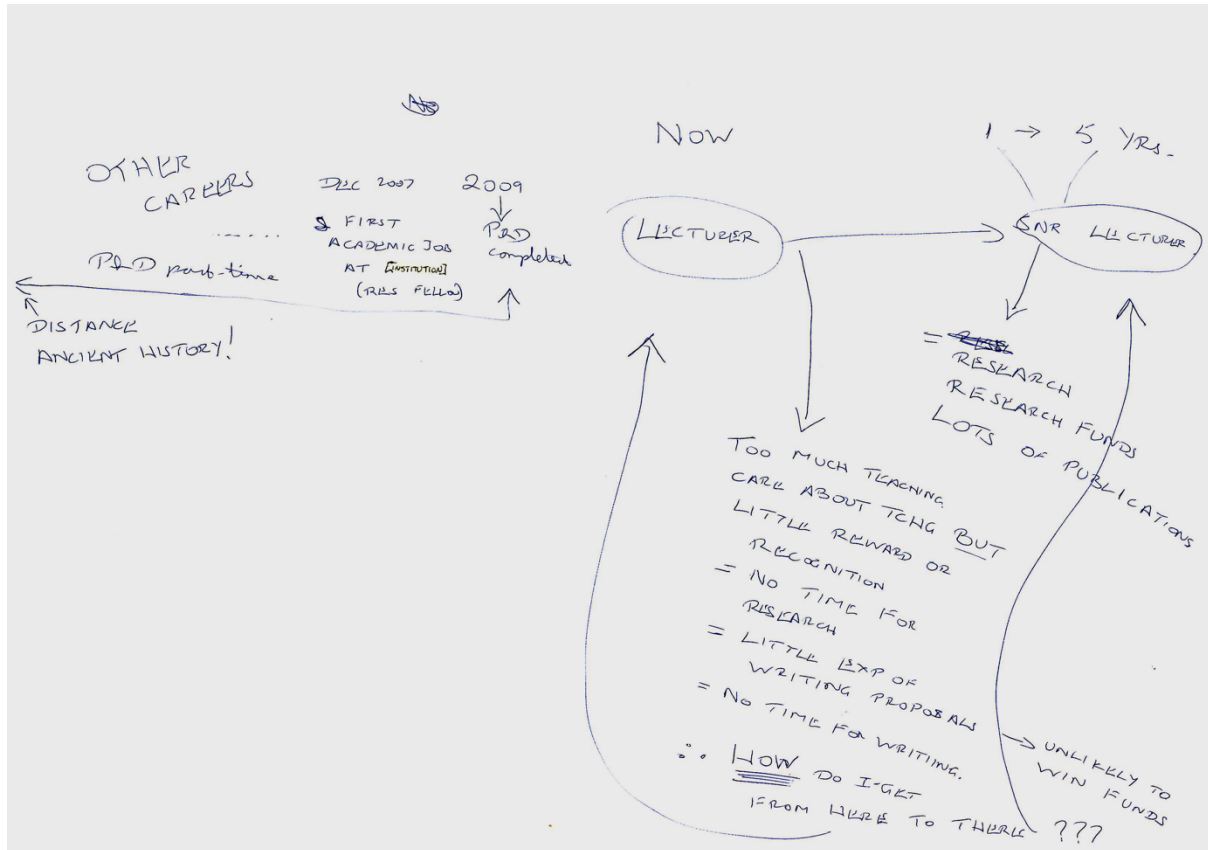 OTHER
CAREERS
......
PhD part-time
DISTANCE
ANCIENT HISTORY!
DEC 2007
FIRST
ACADEMIC JOB
AT [INSTITUTION]
(RES FELLOW)
2009
PhD
completed
NOW
LECTURER
1 → 5 YRS.
SNR LECTURER
=
RESEARCH
RESEARCH FUNDS
LOTS OF PUBLICATIONS
TOO MUCH TEACHING
CARE ABOUT TCHG BUT
LITTLE REWARD OR
RECOGNITION
= NO TIME FOR
RESEARCH
= LITTLE EXP OF
WRITING PROPOSALS
= NO TIME FOR WRITING.
→ UNLIKELY TO
WIN FUNDS
∴ HOW DO I GET
FROM HERE TO THERE ???